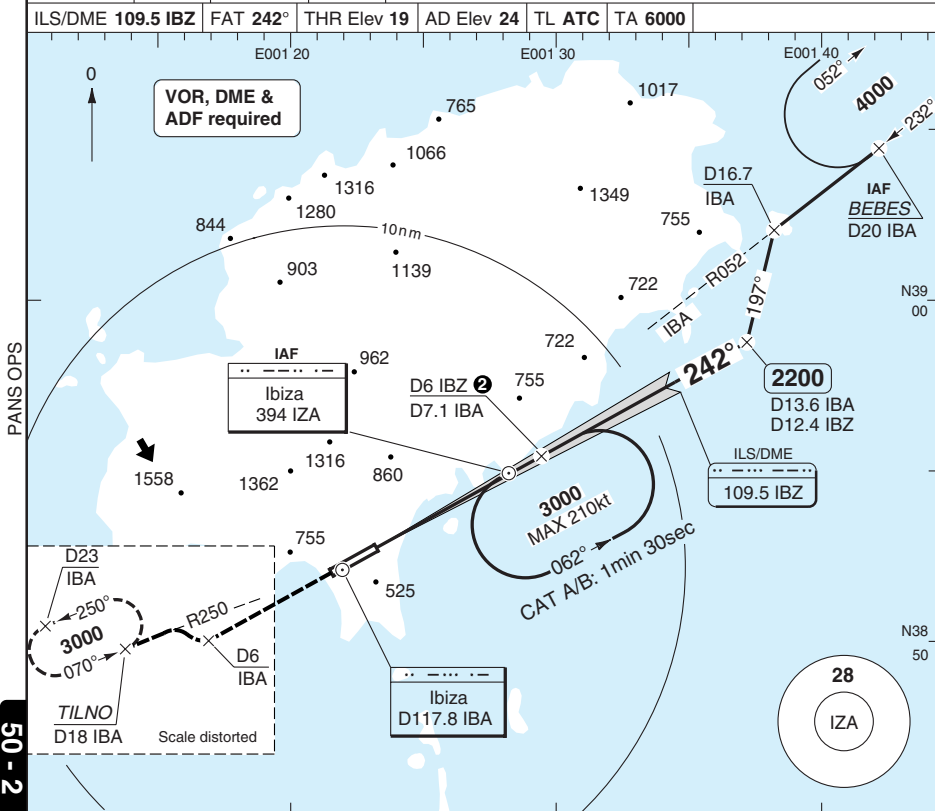 ILS/DME 109.5 IBZ FAT 242° THR Elev 19 AD Elev 24 TL ATC TA 6000
E001 20
E001 30
E001 40
0
VOR, DME &
ADF required
765
1017
052°
4000
232°
1066
1316
1280
1349
D16.7
IBA
IAF
BEBES
D20 IBA
844
755
10nm
1139
903
R052
IBA
722
197°
N39
00
722
242°
IAF
Ibiza
394 IZA
962
D6 IBZ 2
D7.1 IBA
755
2200
D13.6 IBA
D12.4 IBZ
PANS OPS
1316
860
1362
1558
ILS/DME
109.5 IBZ
3000
MAX 210kt
062°
CAT A/B: 1min 30sec
755
525
D23
IBA
250°
3000
070°
R250
D6
IBA
TILNO
D18 IBA
Scale distorted
Ibiza
D117.8 IBA
N38
50
28
IZA
50 - 2